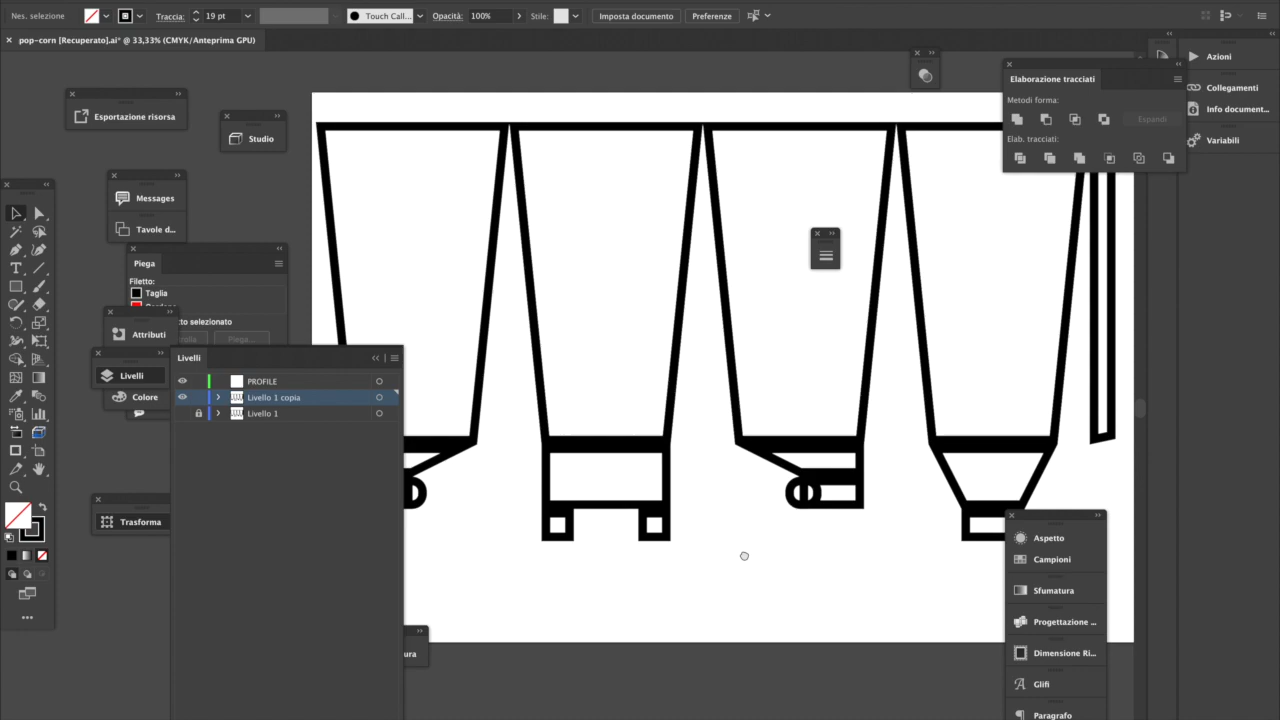 Nes. selezione
Traccia:
19 pt
Touch Call...
Opacità:
100%
Stile:
Imposta documento
Preferenze
pop-corn [Recuperato].ai* @ 33,33% (CMYK/Anteprima GPU)
Azioni
Collegamenti
Info document...
Variabili
Elaborazione tracciati
Metodi forma:
Espandi
Elab. tracciati:
Esportazione risorsa
Studio
Messages
Tavole d...
Piega
Filetto:
Taglia
tto selezionato
Piega...
Attributi
Livelli
Colore
Trasforma
Livelli
PROFILE
Livello 1 copia
Livello 1
ura
Aspetto
Campioni
Sfumatura
Progettazione ...
Dimensione Ri...
Glifi
Paragrafo